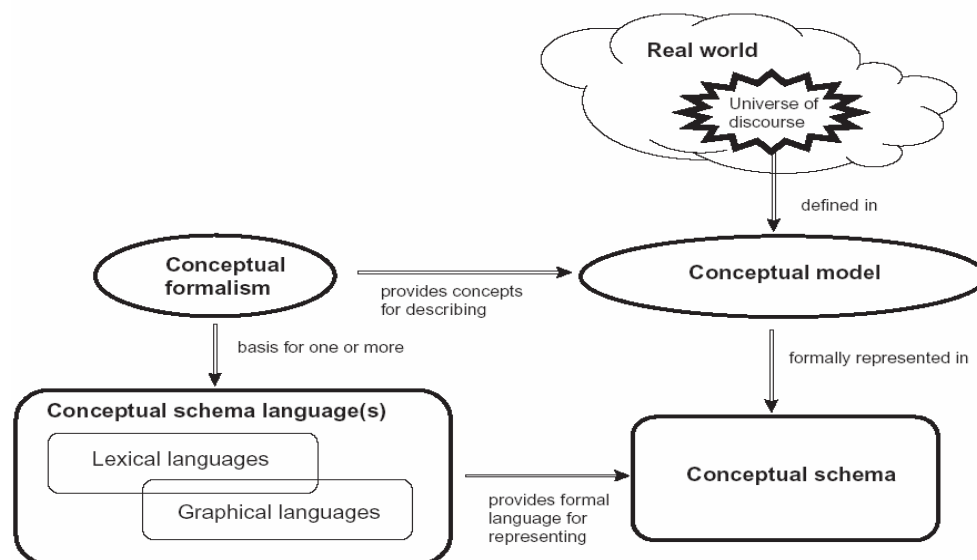 Real world
Universe of
discourse
defined in
Conceptual
formalism
provides concepts
for describing
Conceptual model
basis for one or more
formally represented in
Conceptual schema language(s)
Lexical languages
Graphical languages
provides formal
language for
representing
Conceptual schema